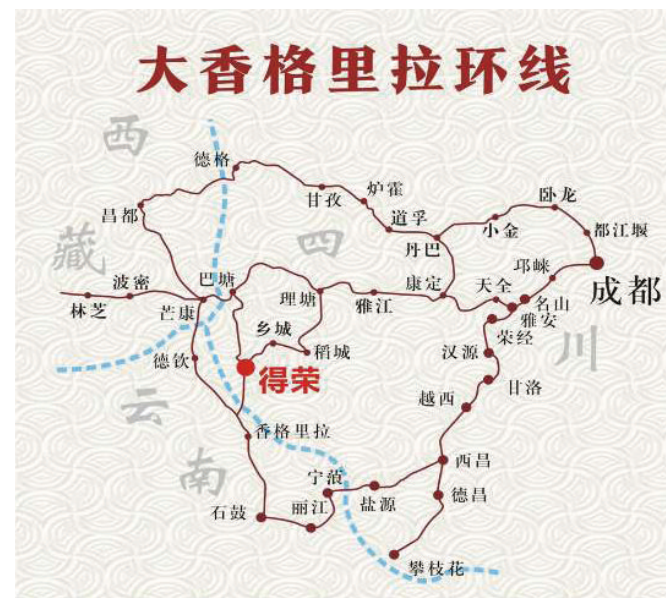 大香格里拉环线
西
德格
炉霍
甘孜
卧龙
昌都
道孚
小金
都江堰
四
丹巴
藏
邛崃
巴塘
康定
天全
成都
波密
理塘
雅江
名山
林芝
芒康
雅安
乡城
荥经
川
稻城
德钦
汉源
得荣
甘洛
云
越西
香格里拉
南
西昌
宁蒗
盐源
德昌
石鼓
丽江
攀枝花